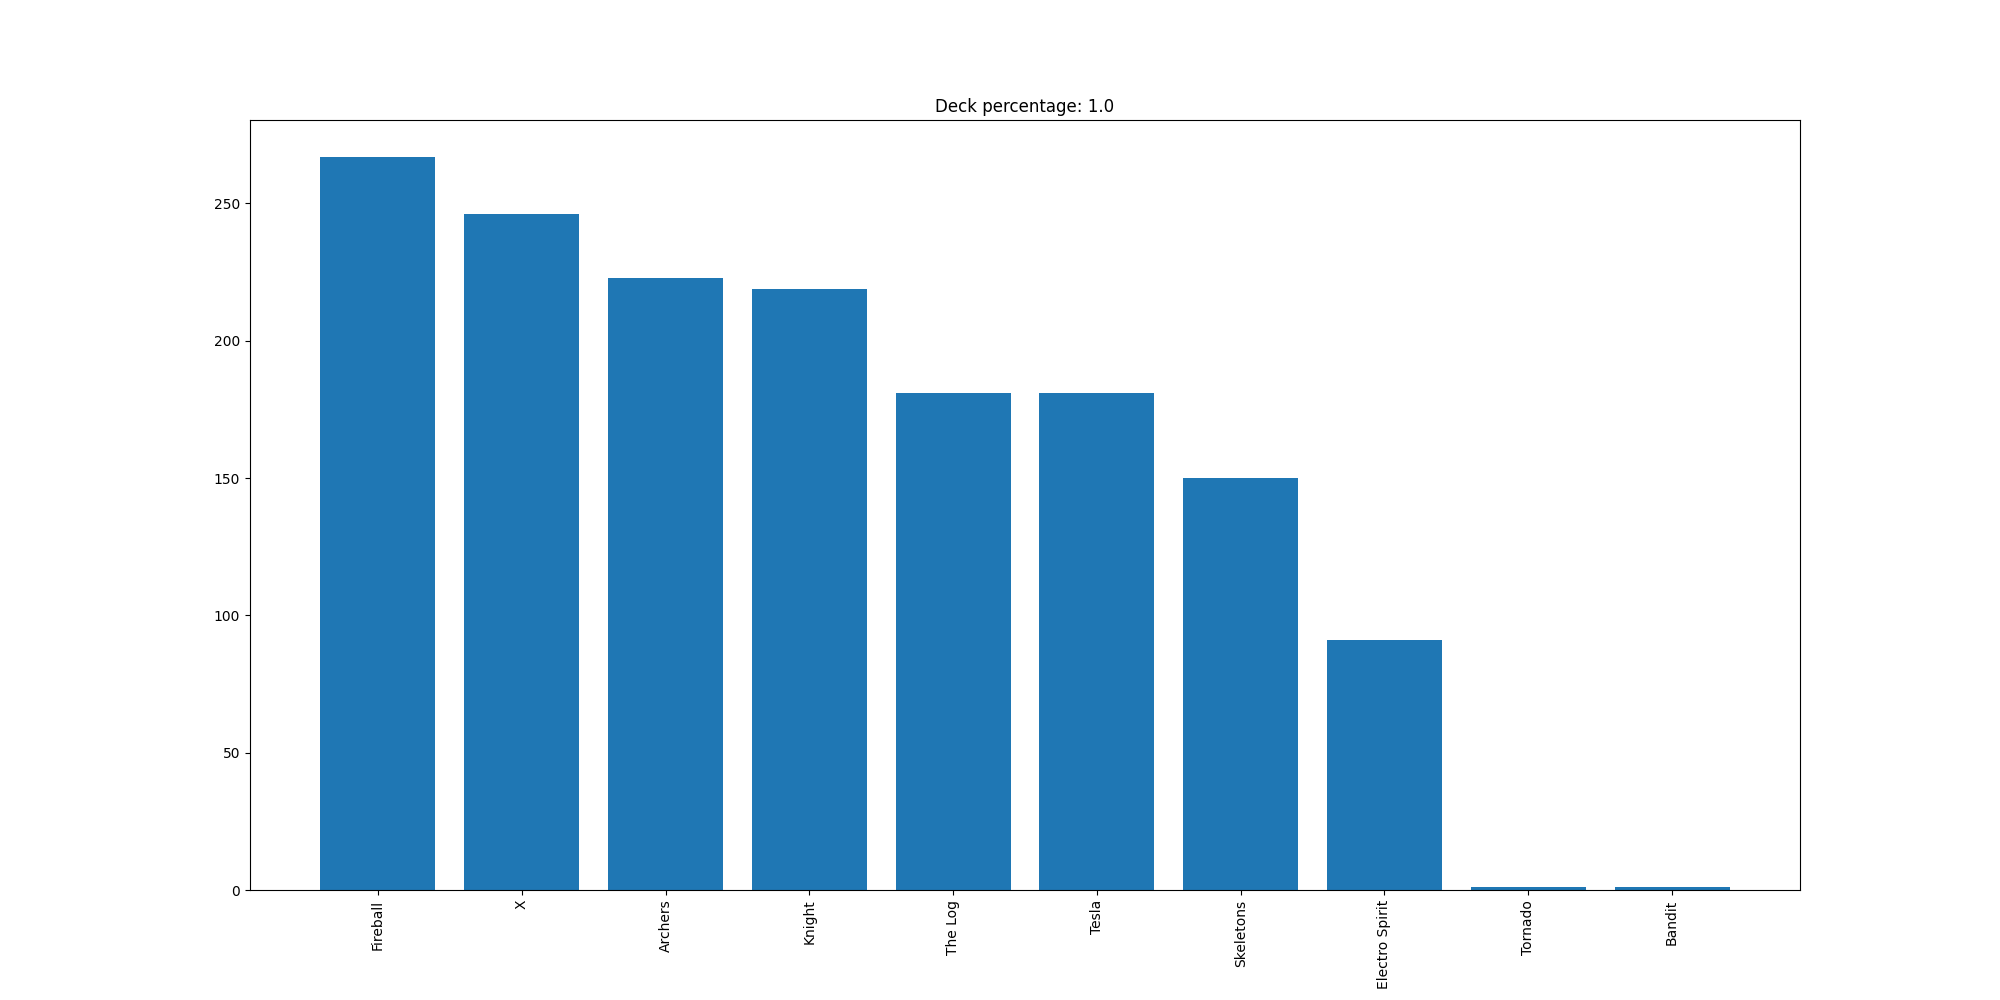 Deck percentage: 1.0
250
200
150
100
50
0
Fireball
X
Archers
Knight
The Log
Tesla
Skeletons
Electro Spirit
Tornado
Bandit